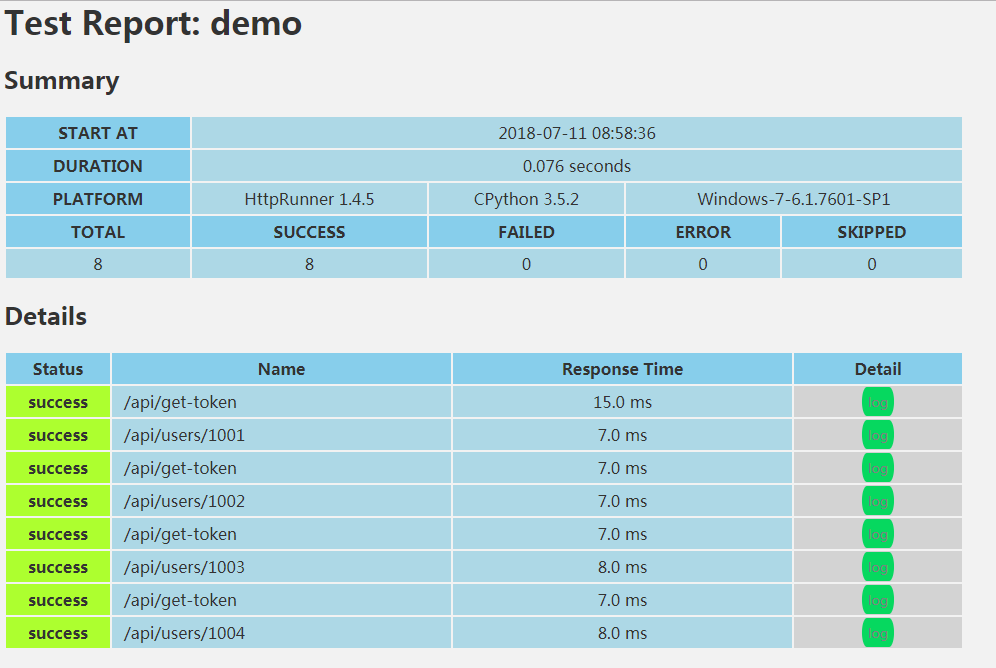 Test Report: demo
Summary
START AT 2018-07-11 08:58:36
DURATION 0.076 seconds
PLATFORM HttpRunner 1.4.5 CPython 3.5.2 Windows-7-6.1.7601-SP1
TOTAL SUCCESS FAILED ERROR SKIPPED
8 8 0 0 0
Details
Status Name Response Time Detail
success /api/get-token 15.0 ms log
success /api/users/1001 7.0 ms log
success /api/get-token 7.0 ms log
success /api/users/1002 7.0 ms log
success /api/get-token 7.0 ms log
success /api/users/1003 8.0 ms log
success /api/get-token 7.0 ms log
success /api/users/1004 8.0 ms log